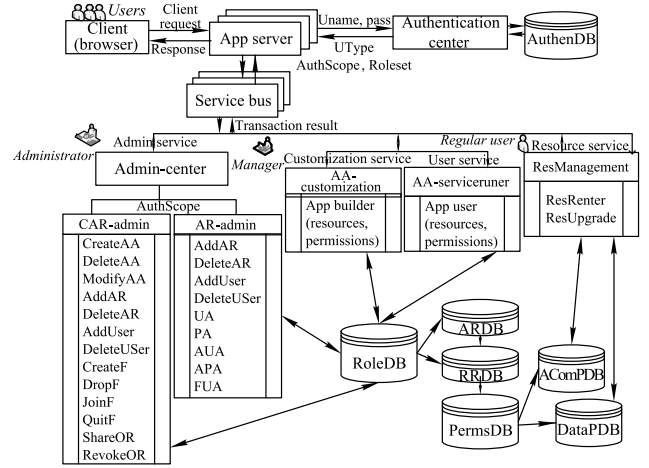 Users
Client
request
Client
(browser)
Response
App server
Uname, pass
UType
Authentication
center
AuthenDB
AuthScope, Roleset
Service bus
Transaction result
Administrator
Admin service
Manager
Regular user
Resource service
Admin-center
Customization service
User service
AA-
customization
AA-serviceruner
ResManagement
App builder
(resources,
permissions)
App user
(resources,
permissions)
ResRenter
ResUpgrade
AuthScope
CAR-admin
AR-admin
CreateAA
DeleteAA
ModifyAA
AddAR
DeleteAR
AddUser
DeleteUSer
CreateF
DropF
JoinF
QuitF
ShareOR
RevokeOR
AddAR
DeleteAR
AddUser
DeleteUSer
UA
PA
AUA
APA
FUA
RoleDB
ARDB
RRDB
PermsDB
AComPDB
DataPDB